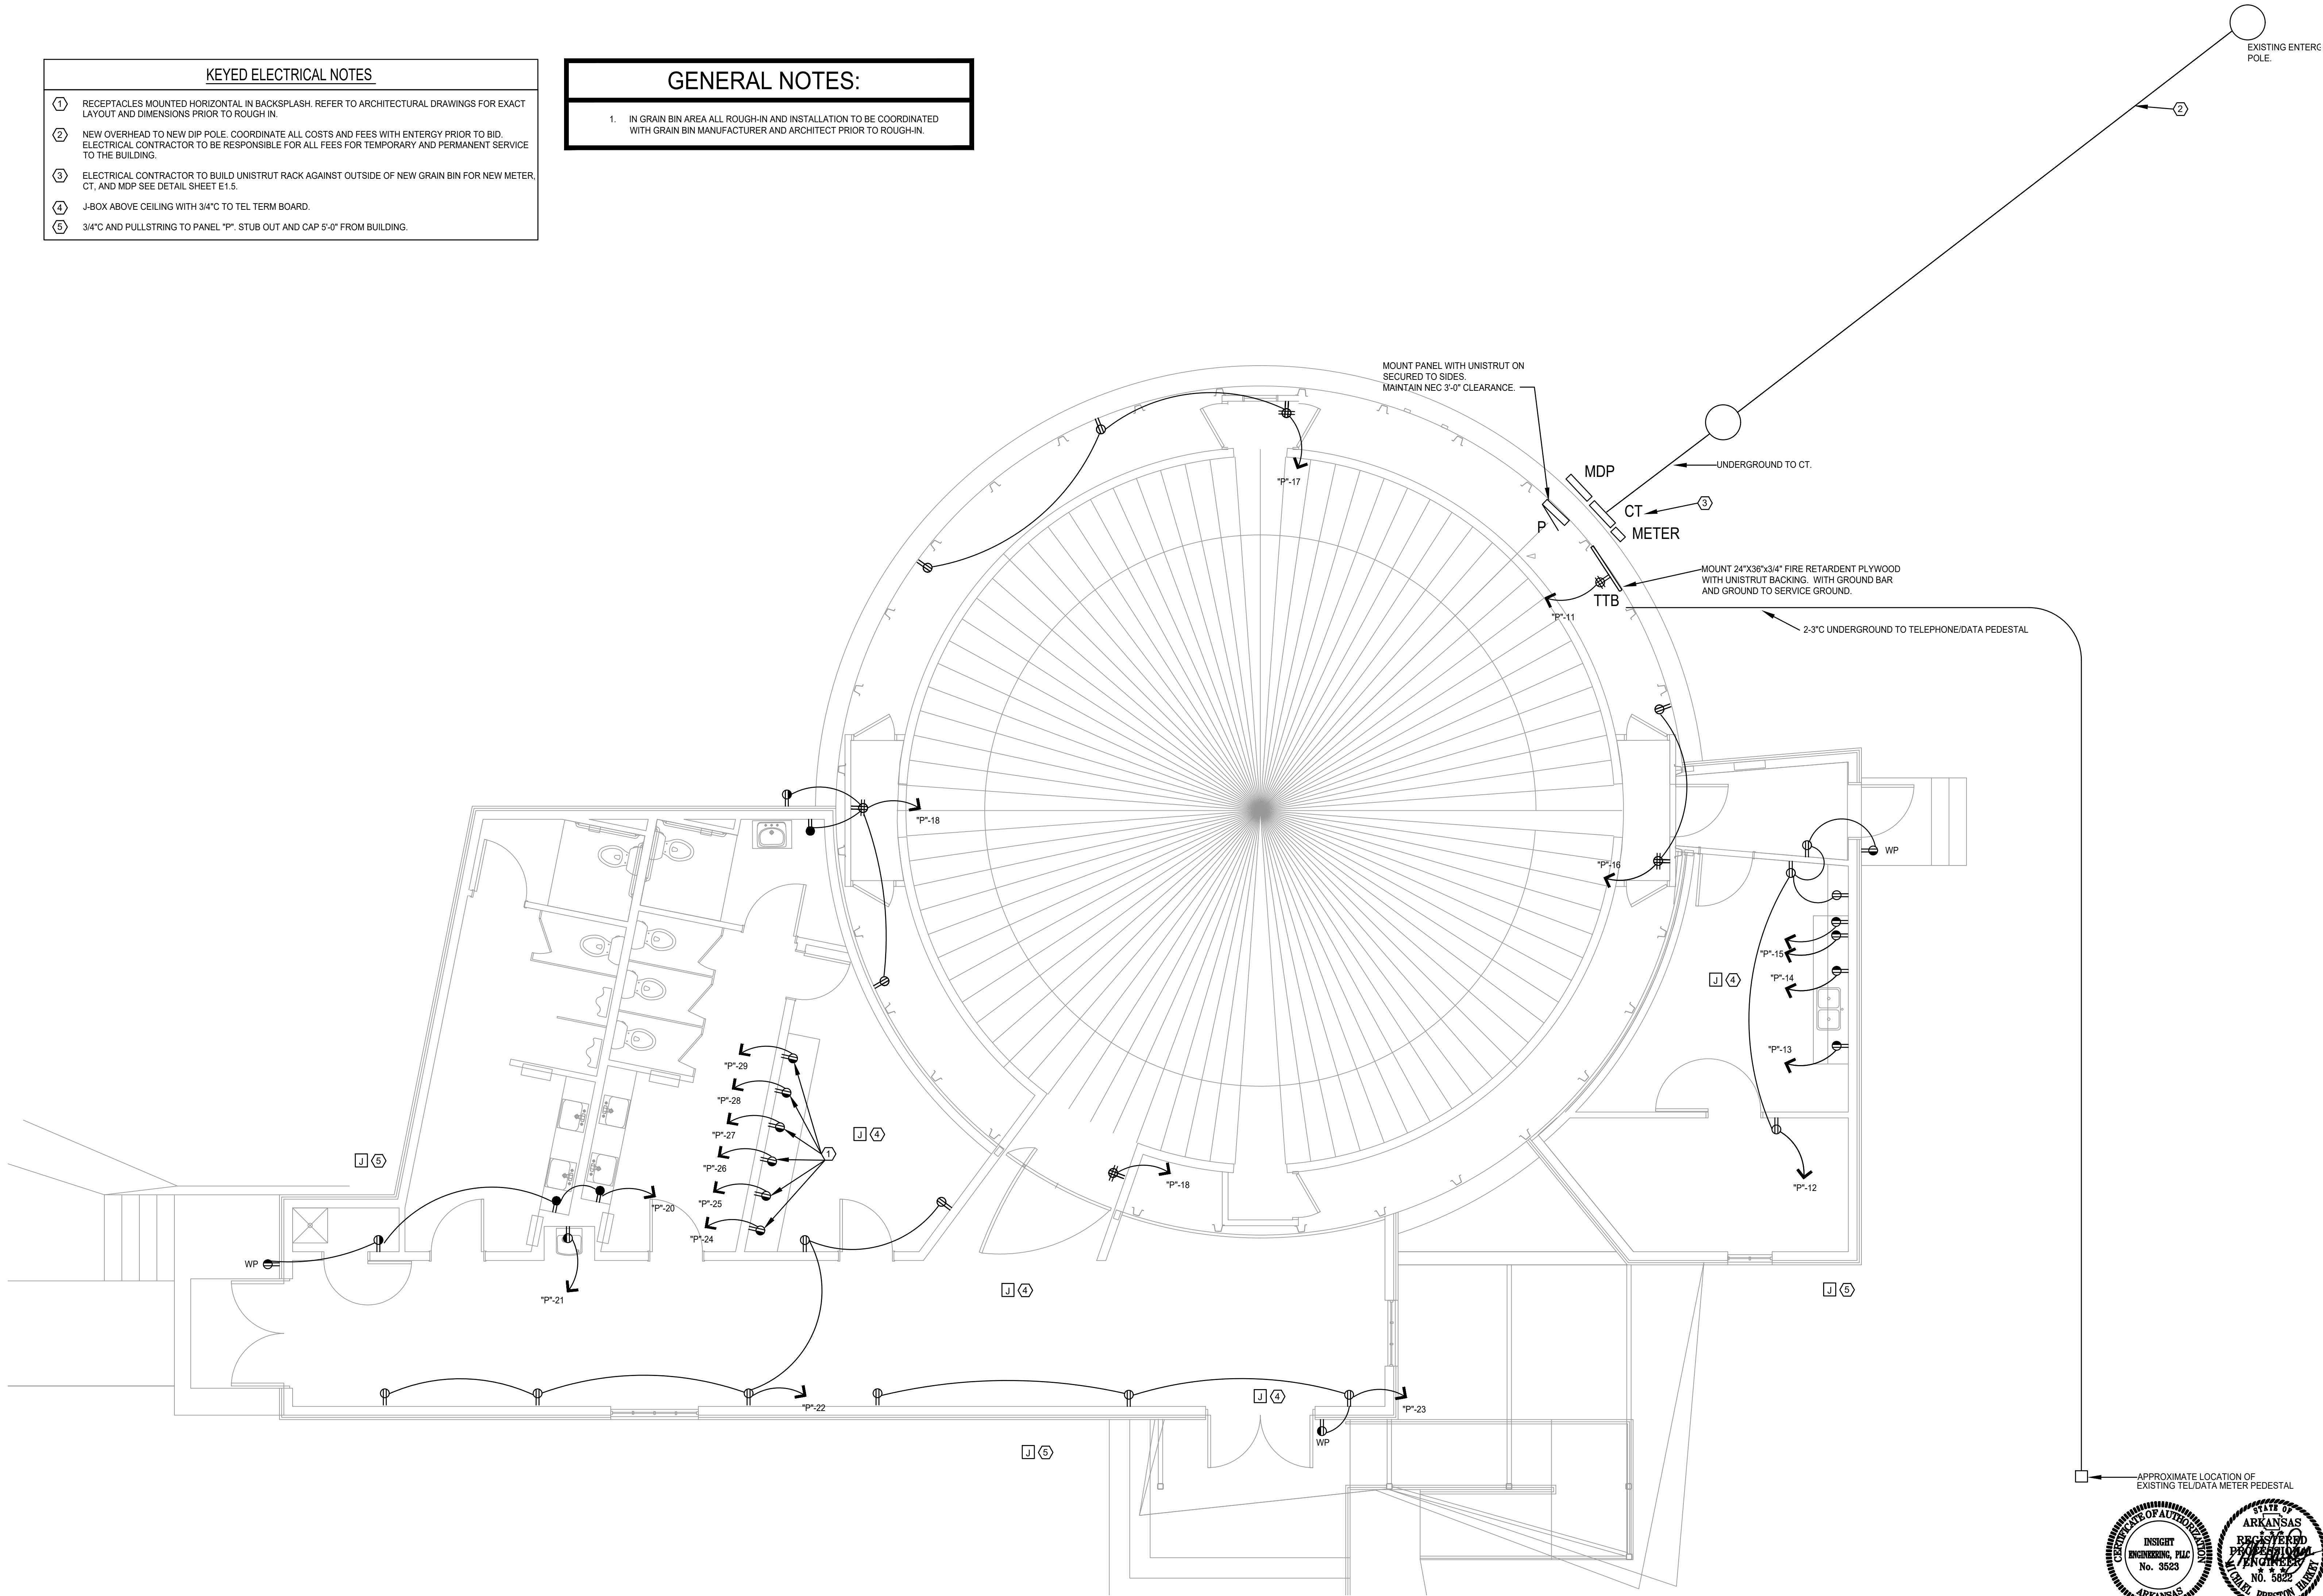 KEYED ELECTRICAL NOTES
1 RECEPTACLES MOUNTED HORIZONTAL IN BACKSPLASH. REFER TO ARCHITECTURAL DRAWINGS FOR EXACT
LAYOUT AND DIMENSIONS PRIOR TO ROUGH IN.
2 NEW OVERHEAD TO NEW DIP POLE. COORDINATE ALL COSTS AND FEES WITH ENTERGY PRIOR TO BID.
ELECTRICAL CONTRACTOR TO BE RESPONSIBLE FOR ALL FEES FOR TEMPORARY AND PERMANENT SERVICE
TO THE BUILDING.
3 ELECTRICAL CONTRACTOR TO BUILD UNISTRUT RACK AGAINST OUTSIDE OF NEW GRAIN BIN FOR NEW METER,
CT, AND MDP SEE DETAIL SHEET E1.5.
4 J-BOX ABOVE CEILING WITH 3/4"C TO TEL TERM BOARD.
5 3/4"C AND PULLSTRING TO PANEL "P". STUB OUT AND CAP 5'-0" FROM BUILDING.
GENERAL NOTES:
1. IN GRAIN BIN AREA ALL ROUGH-IN AND INSTALLATION TO BE COORDINATED
WITH GRAIN BIN MANUFACTURER AND ARCHITECT PRIOR TO ROUGH-IN.
EXISTING ENTERG
POLE.
2
MOUNT PANEL WITH UNISTRUT ON
SECURED TO SIDES.
MAINTAIN NEC 3'-0" CLEARANCE.
UNDERGROUND TO CT.
MDP
"P"-17
3
CT
P
METER
MOUNT 24"X36"x3/4" FIRE RETARDENT PLYWOOD
WITH UNISTRUT BACKING. WITH GROUND BAR
AND GROUND TO SERVICE GROUND.
TTB
"P"-11
2-3"C UNDERGROUND TO TELEPHONE/DATA PEDESTAL
"P"-18
WP
"P"-16
"P"-15
J 4
"P"-14
"P"-13
"P"-29
"P"-28
"P"-27
J 4
1
J 5
"P"-26
"P"-18
"P"-12
"P"-25
"P"-20
"P"-24
WP
J 4
J 5
"P"-21
J 4
"P"-22
"P"-23
WP
J 5
APPROXIMATE LOCATION OF
EXISTING TEL/DATA METER PEDESTAL
CERTIFICATE OF AUTHORIZATION
INSIGHT
ENGINEERING, PLLC
No. 3523
ARKANSAS
STATE OF
ARKANSAS
REGISTERED
PROFESSIONAL
ENGINEER
NO. 5822
MICHAEL PRESTON HARKEY